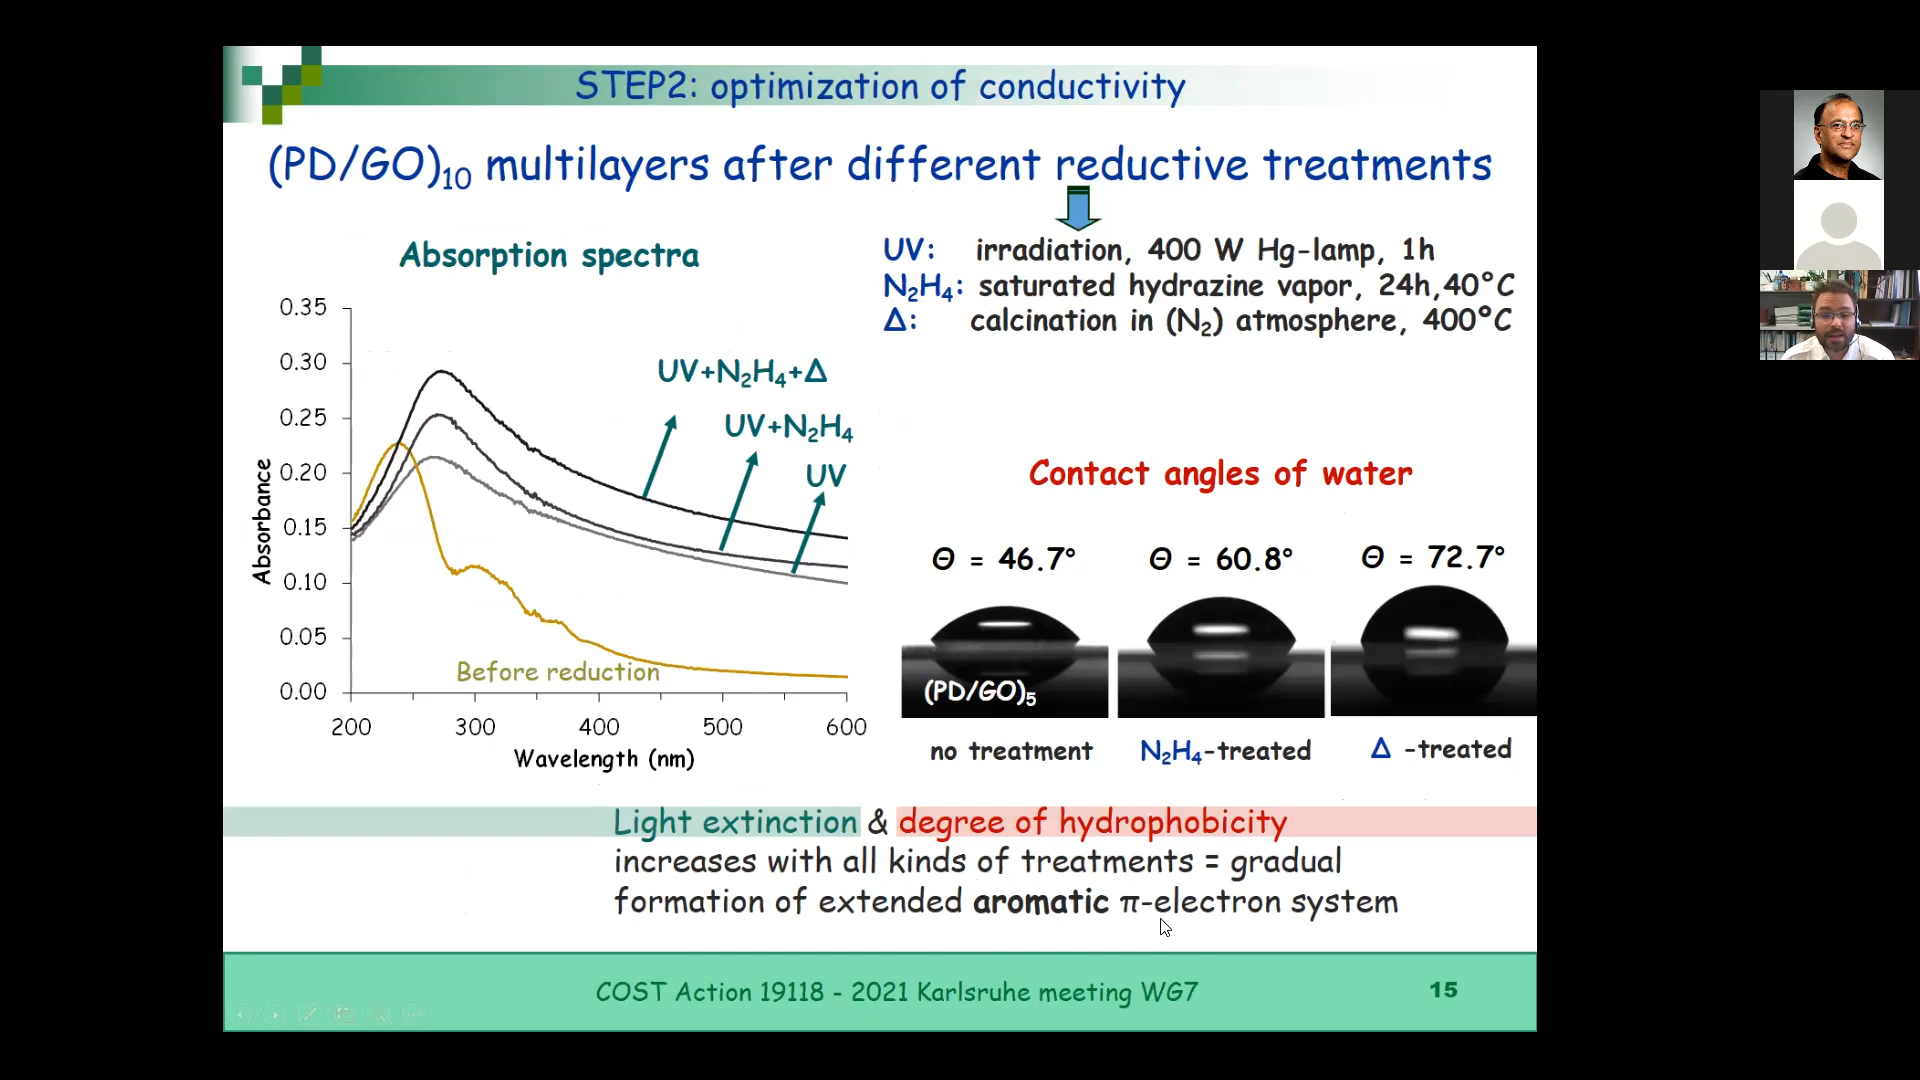 STEP2: optimization of conductivity
(PD/GO)₁₀ multilayers after different reductive treatments
Absorption spectra
UV: irradiation, 400 W Hg-lamp, 1h
N₂H₄: saturated hydrazine vapor, 24h,40°C
Δ: calcination in (N₂) atmosphere, 400ºC
0.35
0.30
0.25
0.20
0.15
0.10
0.05
0.00
Absorbance
UV+N₂H₄+Δ
UV+N₂H₄
UV
Before reduction
200 300 400 500 600
Wavelength (nm)
Contact angles of water
Θ = 46.7° Θ = 60.8° Θ = 72.7°
(PD/GO)₅
no treatment N₂H₄-treated Δ -treated
Light extinction & degree of hydrophobicity
increases with all kinds of treatments = gradual
formation of extended aromatic π-electron system
COST Action 19118 - 2021 Karlsruhe meeting WG7 15